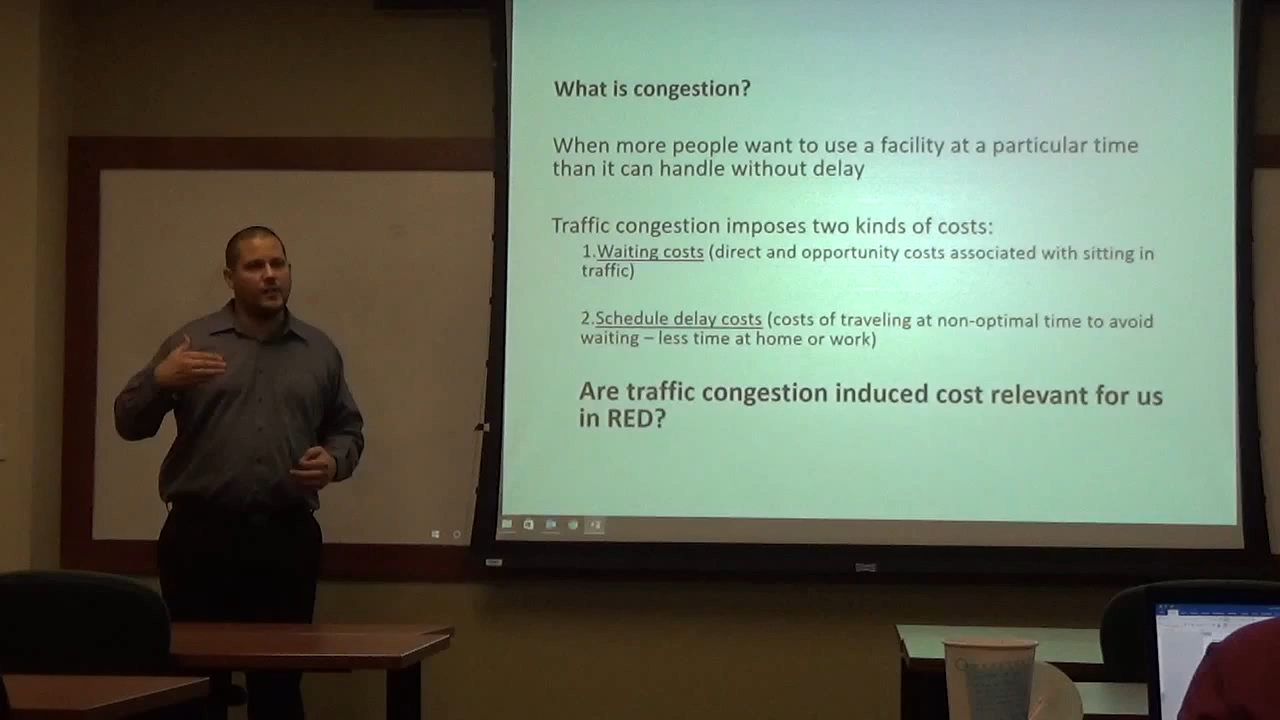 What is congestion?
When more people want to use a facility at a particular time
than it can handle without delay
Traffic congestion imposes two kinds of costs:
1.Waiting costs (direct and opportunity costs associated with sitting in
traffic)
2.Schedule delay costs (costs of traveling at non-optimal time to avoid
waiting – less time at home or work)
Are traffic congestion induced cost relevant for us
in RED?